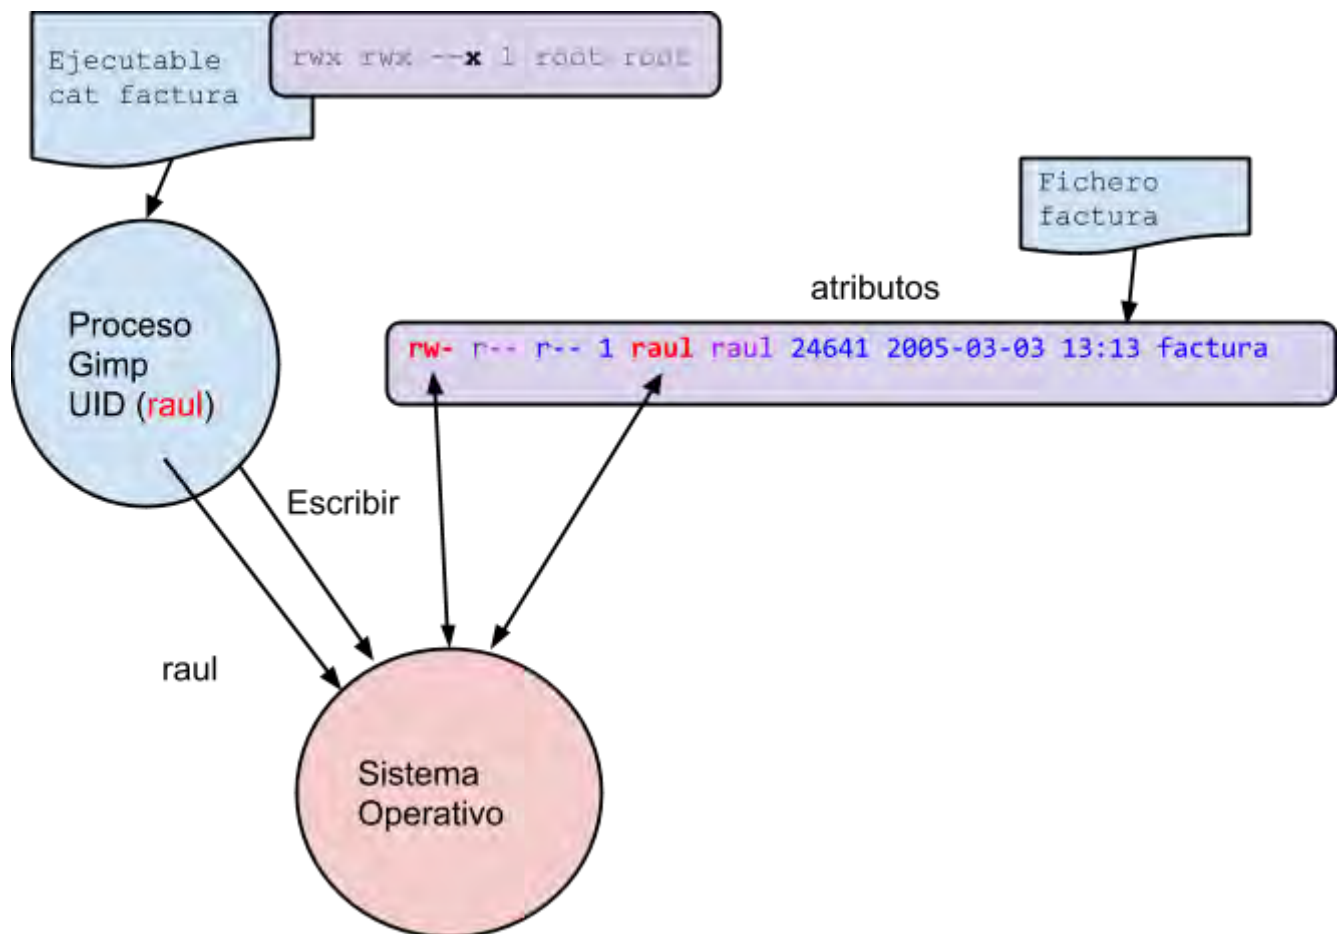 Ejecutable
cat factura
rwx rwx --x 1 root root
Fichero
factura
atributos
rw- r-- r-- 1 raul raul 24641 2005-03-03 13:13 factura
Proceso
Gimp
UID (raul)
Escribir
raul
Sistema
Operativo